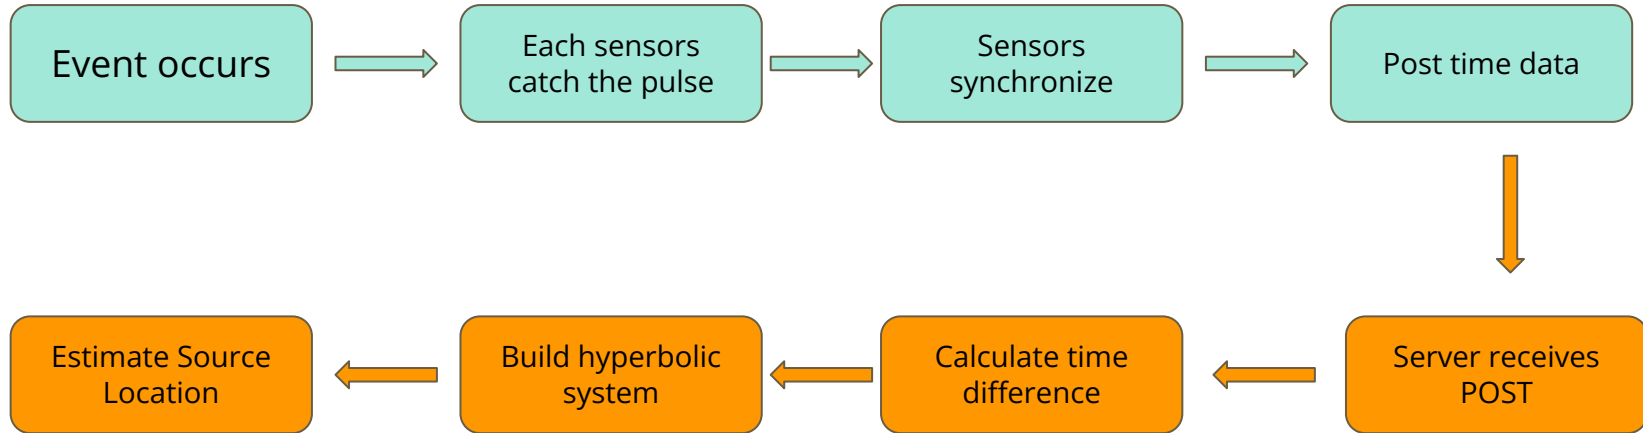 Event occurs
Each sensors
catch the pulse
Sensors
synchronize
Post time data
Server receives
POST
Calculate time
difference
Build hyperbolic
system
Estimate Source
Location